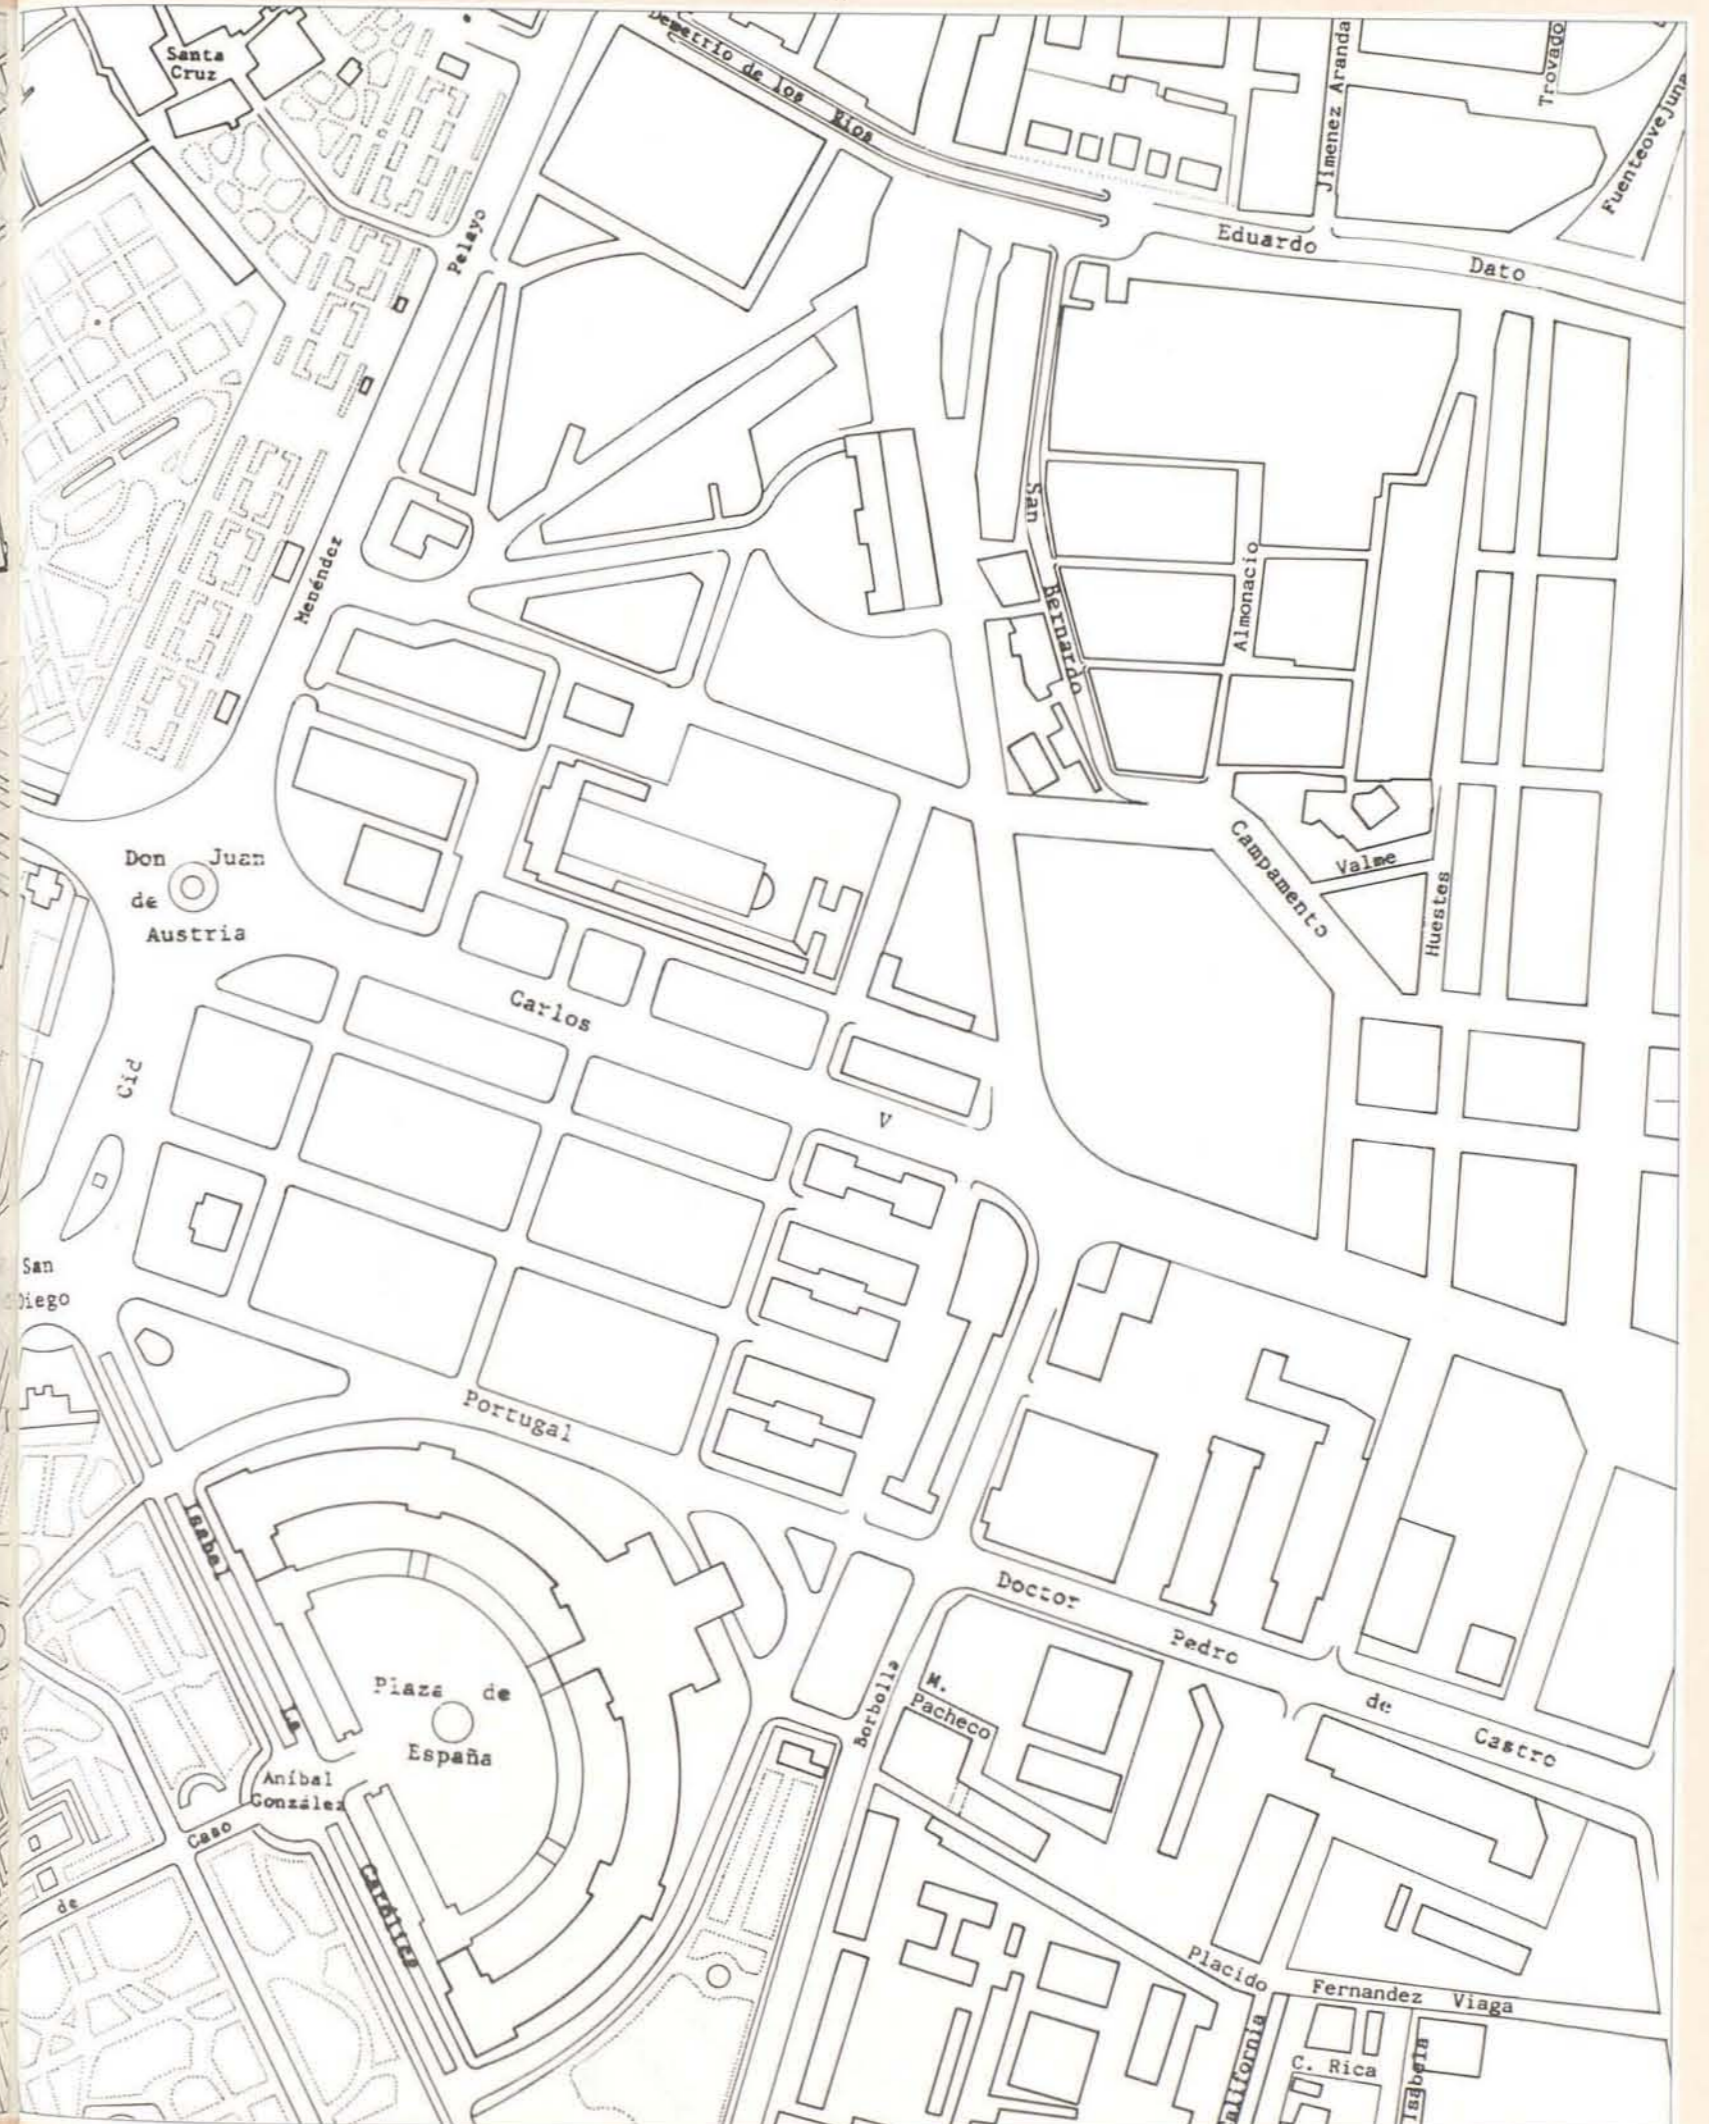 Santa
Cruz
Demetrio de los Rios
Jimenez Aranda
Trovado
Fuenteovejuna
Pelayo
Eduardo
Dato
San
Menéndez
Almonacio
Bernardo
Don Juan
de
Austria
Campamento
Valme
Huestes
Carlos
Cid
V
San
Diego
Portugal
Isabel
Doctor
Pedro
de
Castro
Plaza de
España
Borbolla
M.
Pacheco
La
Aníbal
González
Caso
de
Católica
Placido
Fernandez Viaga
California
C. Rica
Isabela